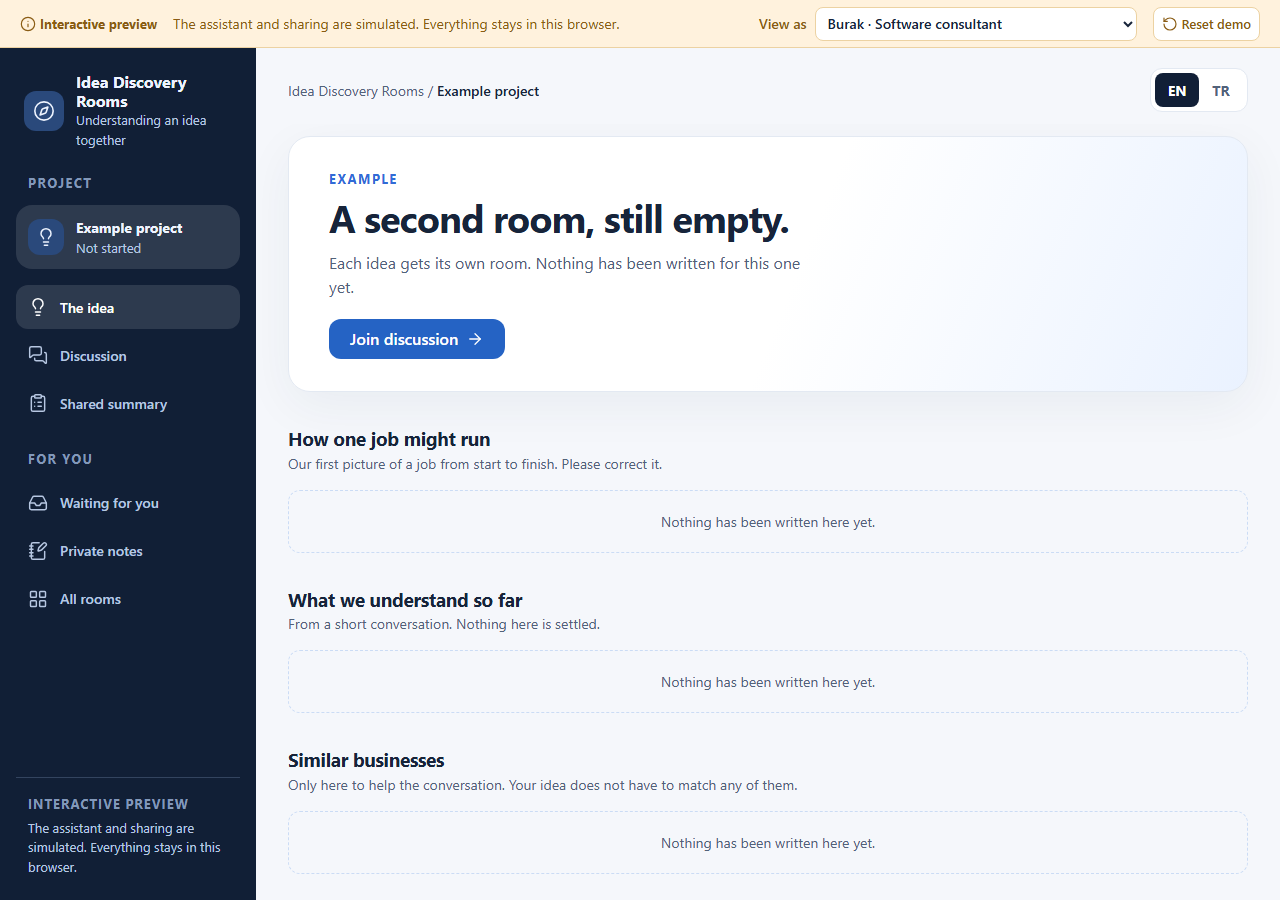 Interactive preview
The assistant and sharing are simulated. Everything stays in this browser.
View as
Burak · Software consultant
Reset demo
Idea Discovery
Rooms
Understanding an idea
together
PROJECT
Example project
Not started
The idea
Discussion
Shared summary
FOR YOU
Waiting for you
Private notes
All rooms
INTERACTIVE PREVIEW
The assistant and sharing are
simulated. Everything stays in this
browser.
Idea Discovery Rooms / Example project
EN TR
EXAMPLE
A second room, still empty.
Each idea gets its own room. Nothing has been written for this one
yet.
Join discussion
How one job might run
Our first picture of a job from start to finish. Please correct it.
Nothing has been written here yet.
What we understand so far
From a short conversation. Nothing here is settled.
Nothing has been written here yet.
Similar businesses
Only here to help the conversation. Your idea does not have to match any of them.
Nothing has been written here yet.